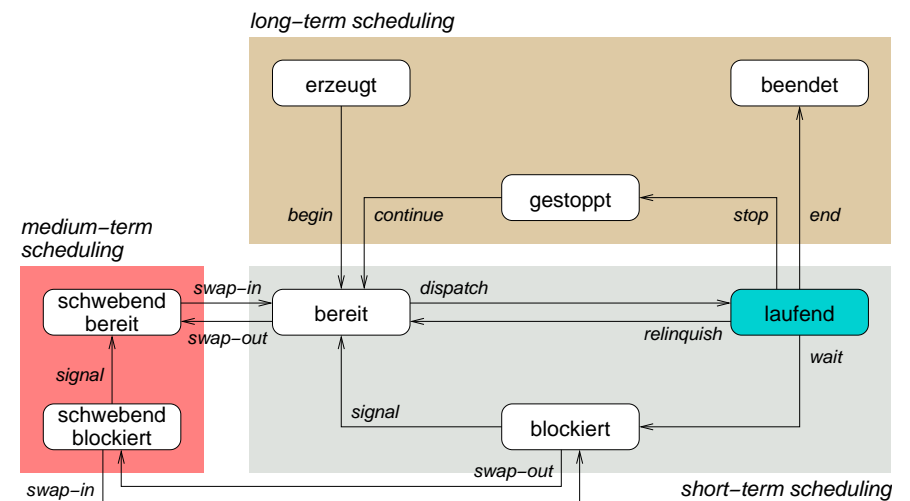 long−term scheduling
erzeugt
beendet
gestoppt
begin
continue
stop
end
medium−term
scheduling
schwebend
bereit
swap−in
swap−out
bereit
dispatch
relinquish
laufend
wait
signal
schwebend
blockiert
signal
blockiert
swap−out
swap−in
short−term scheduling